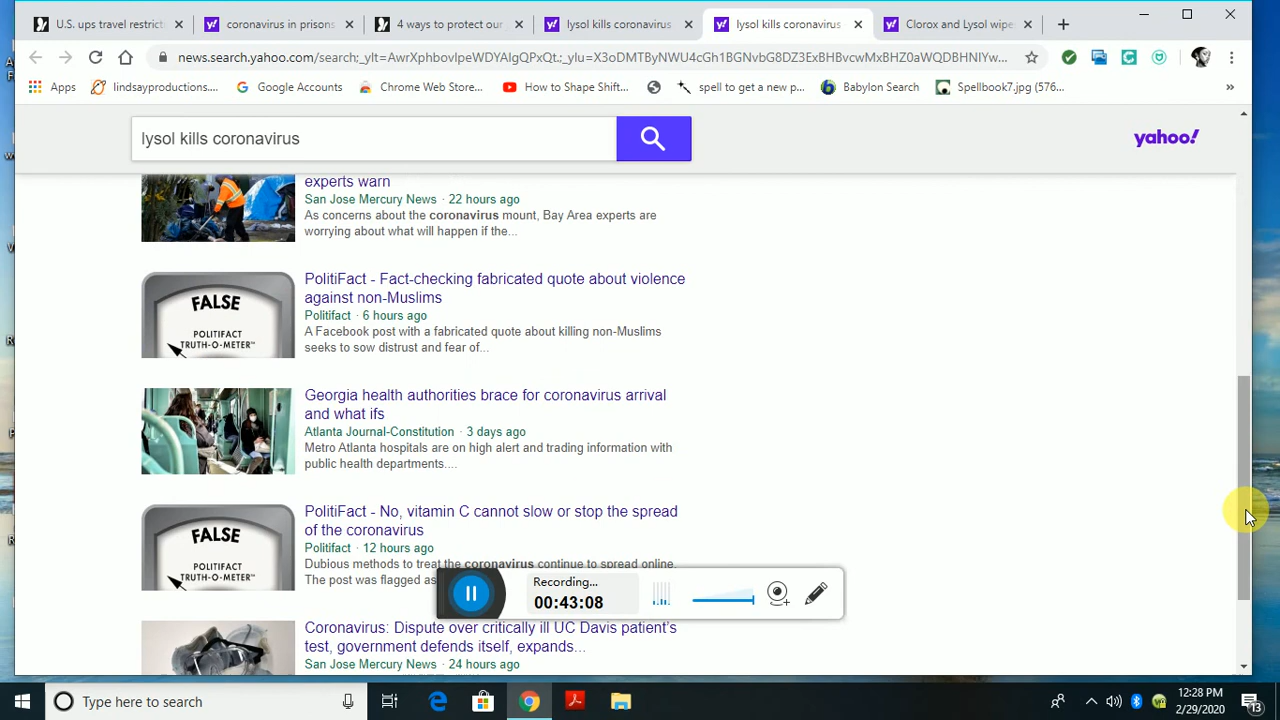 U.S. ups travel restrict
coronavirus in prisons
4 ways to protect our
lysol kills coronavirus
lysol kills coronavirus
Clorox and Lysol wipe
news.search.yahoo.com/search;_ylt=AwrXphbovIpeWDYAIgQPxQt.;_ylu=X3oDMTByNWU4cGh1BGNvbG8DZ3ExBHBvcwMxBHZ0aWQDBHNlYw...
Apps
lindsayproductions....
Google Accounts
Chrome Web Store...
How to Shape Shift...
spell to get a new p...
Babylon Search
Spellbook7.jpg (576...
»
lysol kills coronavirus
yahoo!
experts warn
San Jose Mercury News · 22 hours ago
As concerns about the coronavirus mount, Bay Area experts are
worrying about what will happen if the...
FALSE
POLITIFACT
TRUTH-O-METER™
PolitiFact - Fact-checking fabricated quote about violence
against non-Muslims
Politifact · 6 hours ago
A Facebook post with a fabricated quote about killing non-Muslims
seeks to sow distrust and fear of...
Georgia health authorities brace for coronavirus arrival
and what ifs
Atlanta Journal-Constitution · 3 days ago
Metro Atlanta hospitals are on high alert and trading information with
public health departments....
FALSE
POLITIFACT
TRUTH-O-METER™
PolitiFact - No, vitamin C cannot slow or stop the spread
of the coronavirus
Politifact · 12 hours ago
Dubious methods to treat the coronavirus continue to spread online.
The post was flagged as
Recording...
00:43:08
Coronavirus: Dispute over critically ill UC Davis patient's
test, government defends itself, expands...
San Jose Mercury News · 24 hours ago
Type here to search
12:28 PM
2/29/2020
13